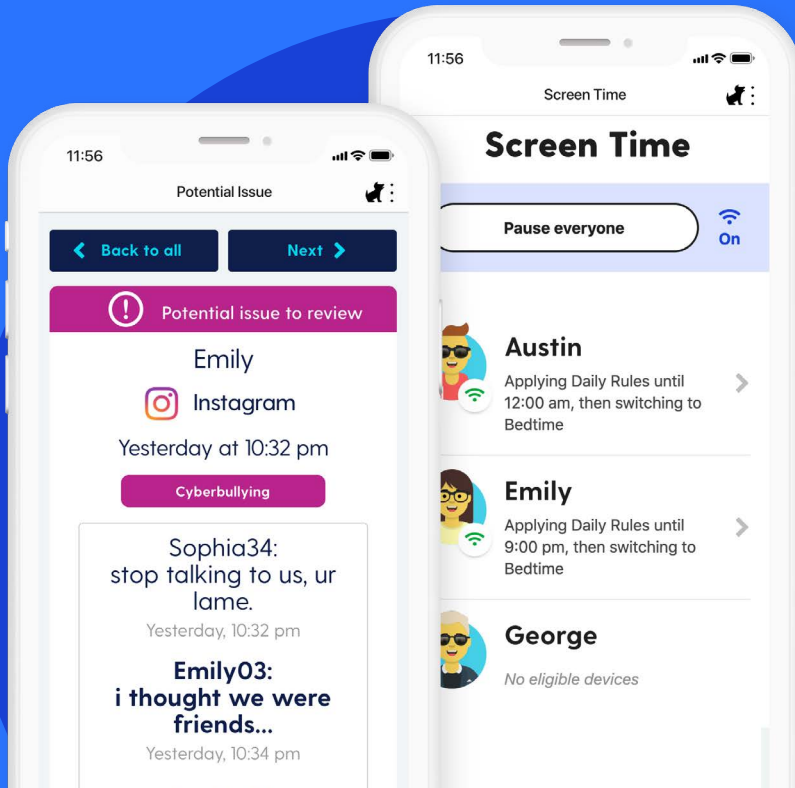 11:56
Potential Issue
Back to all
Next
Potential issue to review
Emily
Instagram
Yesterday at 10:32 pm
Cyberbullying
Sophia34:
stop talking to us, ur
lame.
Yesterday, 10:32 pm
Emily03:
i thought we were
friends...
Yesterday, 10:34 pm
11:56
Screen Time
Screen Time
Pause everyone
On
Austin
Applying Daily Rules until
12:00 am, then switching to
Bedtime
Emily
Applying Daily Rules until
9:00 pm, then switching to
Bedtime
George
No eligible devices